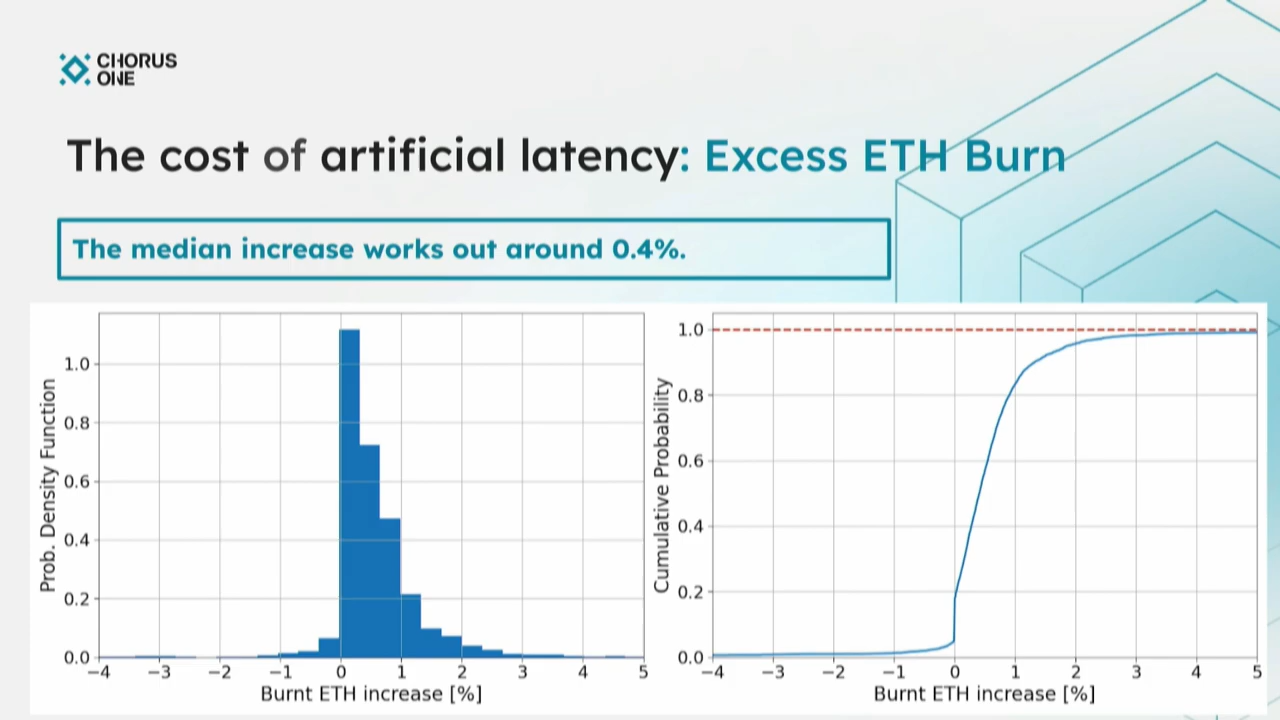 CHORUS
ONE
The cost of artificial latency: Excess ETH Burn
The median increase works out around 0.4%.
Prob. Density Function
1.0
0.8
0.6
0.4
0.2
0.0
−4 −3 −2 −1 0 1 2 3 4 5
Burnt ETH increase [%]
Cumulative Probability
1.0
0.8
0.6
0.4
0.2
0.0
−4 −3 −2 −1 0 1 2 3 4 5
Burnt ETH increase [%]